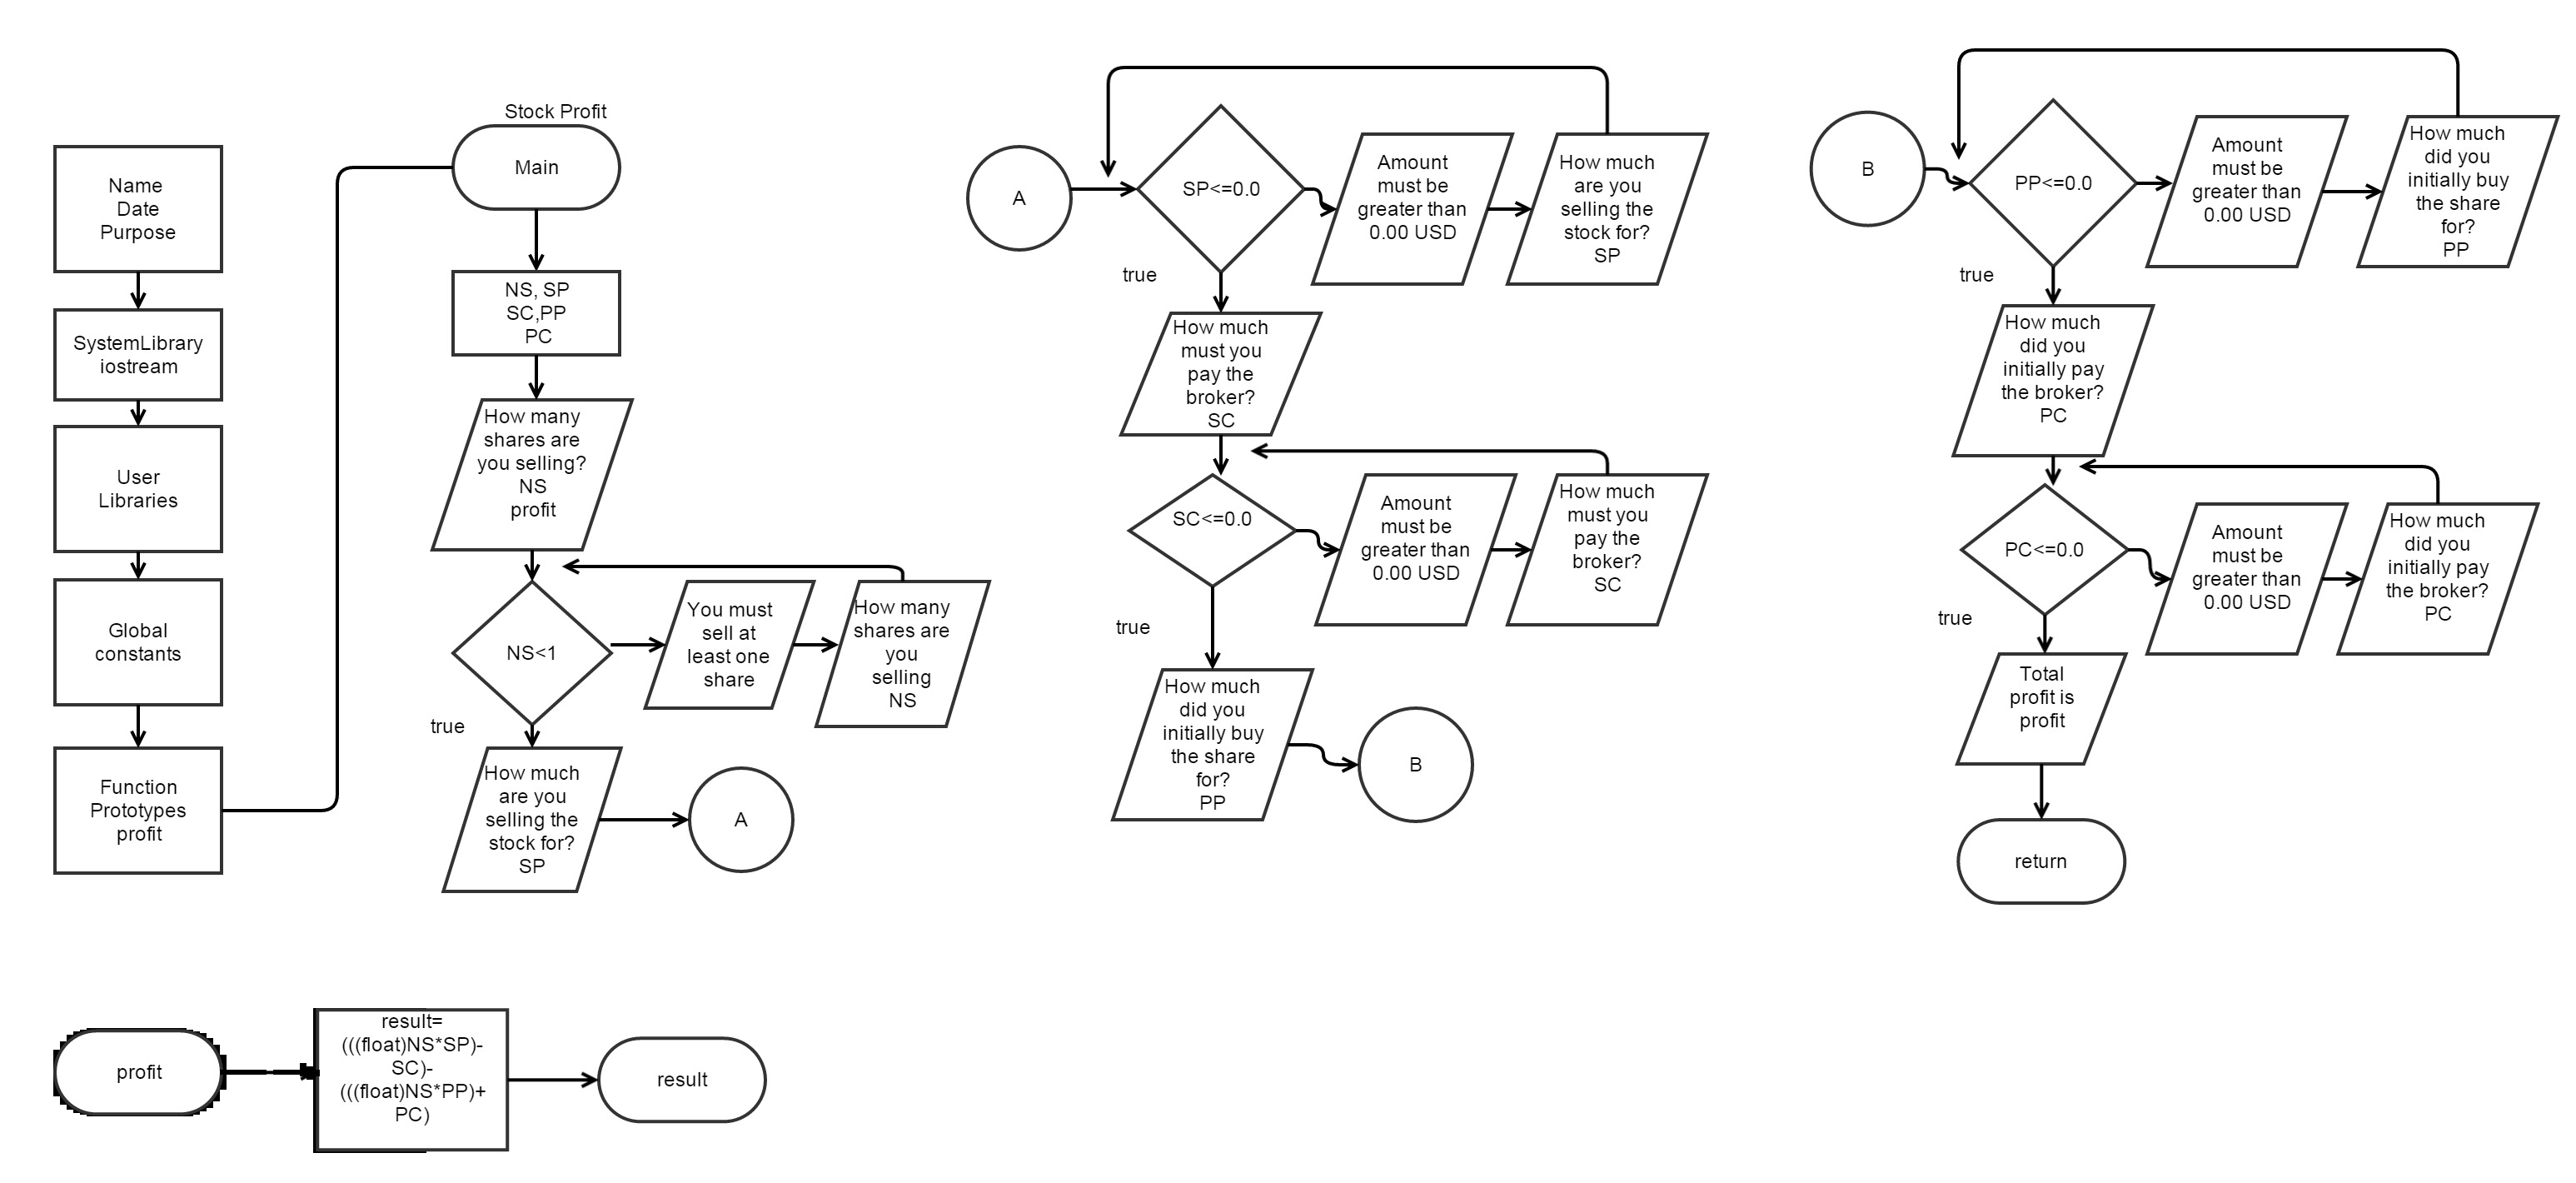 Name
Date
Purpose
SystemLibrary
iostream
User
Libraries
Global
constants
Function
Prototypes
profit
Stock Profit
Main
NS, SP
SC,PP
PC
How many
shares are
you selling?
NS
profit
NS<1
You must
sell at
least one
share
How many
shares are
you
selling
NS
true
How much
are you
selling the
stock for?
SP
A
A
SP<=0.0
Amount
must be
greater than
0.00 USD
How much
are you
selling the
stock for?
SP
true
How much
must you
pay the
broker?
SC
SC<=0.0
Amount
must be
greater than
0.00 USD
How much
must you
pay the
broker?
SC
true
How much
did you
initially buy
the share
for?
PP
B
B
PP<=0.0
Amount
must be
greater than
0.00 USD
How much
did you
initially buy
the share
for?
PP
true
How much
did you
initially pay
the broker?
PC
PC<=0.0
Amount
must be
greater than
0.00 USD
How much
did you
initially pay
the broker?
PC
true
Total
profit is
profit
return
profit
result=
(((float)NS*SP)-
SC)-
(((float)NS*PP)+
PC)
result